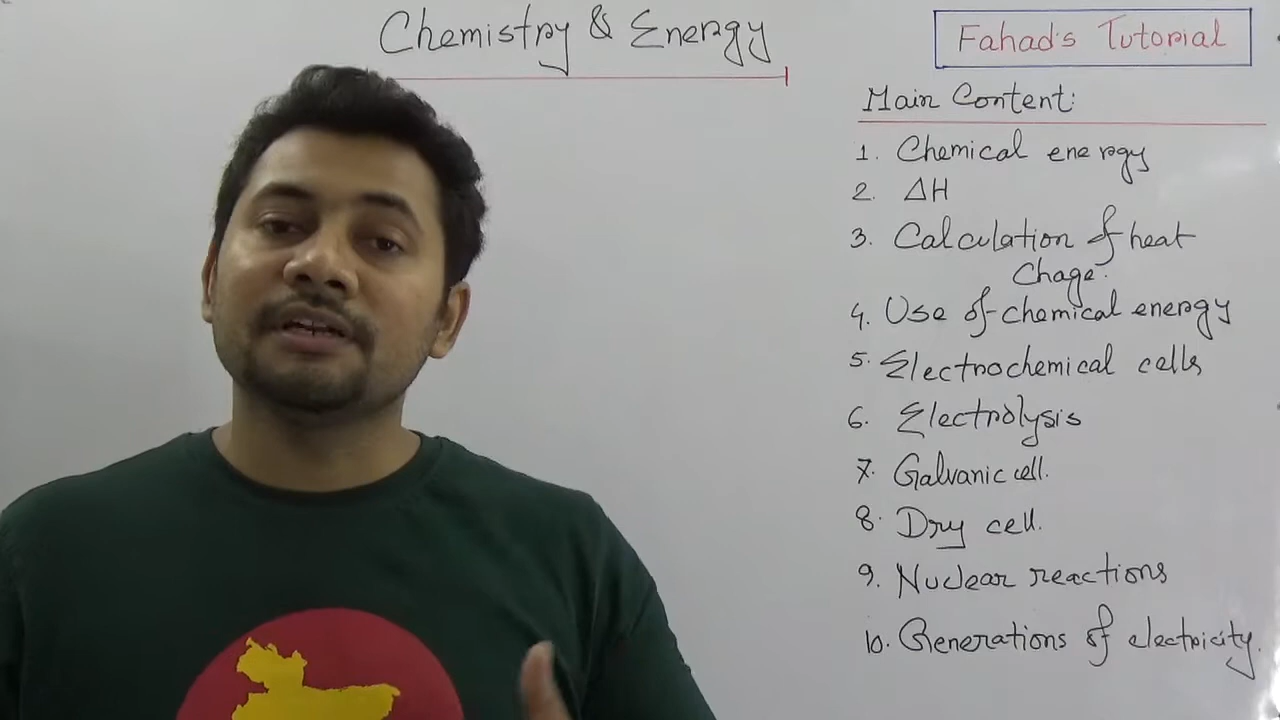 Chemistry & Energy
Fahad's Tutorial
Main Content:
1. Chemical energy
2. ΔH
3. Calculation of heat
Chage.
4. Use of chemical energy
5. Electrochemical cells
6. Electrolysis
7. Galvanic cell.
8. Dry cell.
9. Nuclear reactions
10. Generations of electricity.